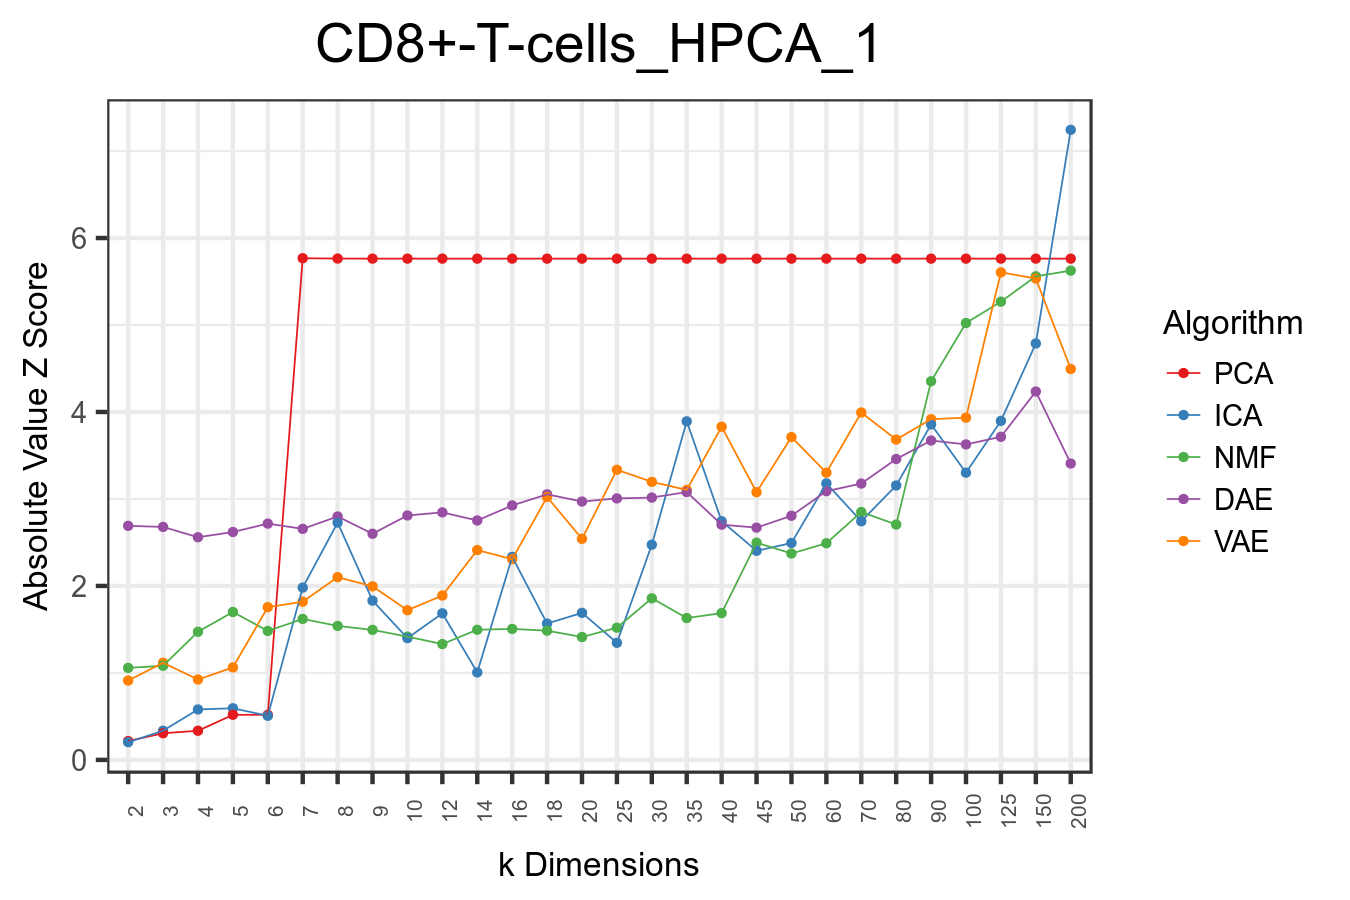 CD8+-T-cells_HPCA_1
Absolute Value Z Score
6
4
2
0
2 3 4 5 6 7 8 9 10 12 14 16 18 20 25 30 35 40 45 50 60 70 80 90 100 125 150 200
k Dimensions
Algorithm
PCA
ICA
NMF
DAE
VAE